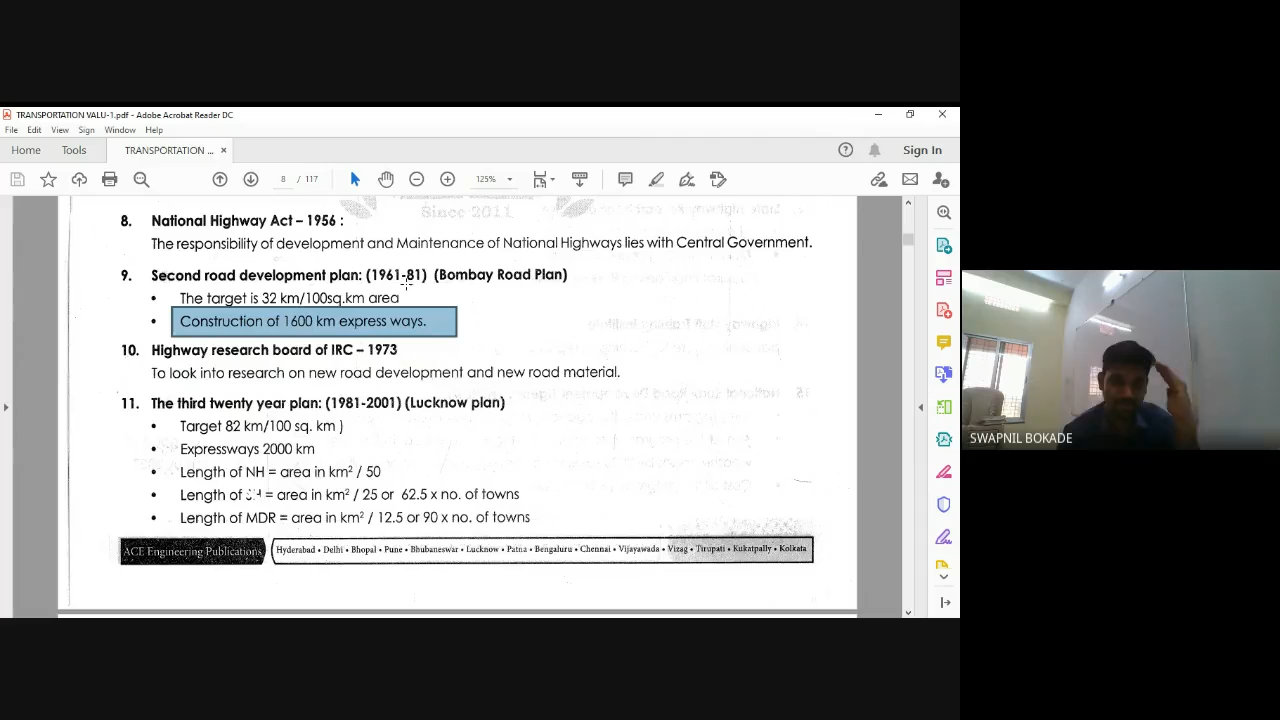 TRANSPORTATION VALU-1.pdf - Adobe Acrobat Reader DC
File Edit View Sign Window Help
Home Tools TRANSPORTATION ... × Sign In
8 / 117 125%
Since 2011
8. National Highway Act – 1956 :
The responsibility of development and Maintenance of National Highways lies with Central Government.
9. Second road development plan: (1961-81) (Bombay Road Plan)
• The target is 32 km/100sq.km area
• Construction of 1600 km express ways.
10. Highway research board of IRC – 1973
To look into research on new road development and new road material.
11. The third twenty year plan: (1981-2001) (Lucknow plan)
• Target 82 km/100 sq. km )
• Expressways 2000 km
• Length of NH = area in km² / 50
• Length of SH = area in km² / 25 or 62.5 x no. of towns
• Length of MDR = area in km² / 12.5 or 90 x no. of towns
ACE Engineering Publications Hyderabad • Delhi • Bhopal • Pune • Bhubaneswar • Lucknow • Patna • Bengaluru • Chennai • Vijayawada • Vizag • Tirupati • Kukatpally • Kolkata
SWAPNIL BOKADE